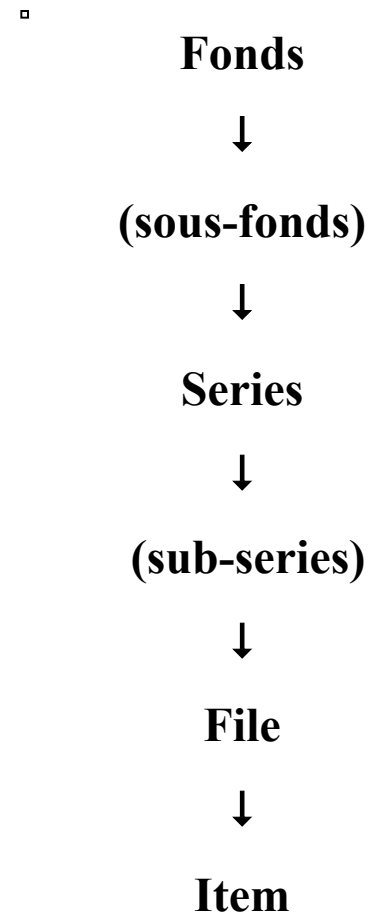 Fonds
↓
(sous-fonds)
↓
Series
↓
(sub-series)
↓
File
↓
Item